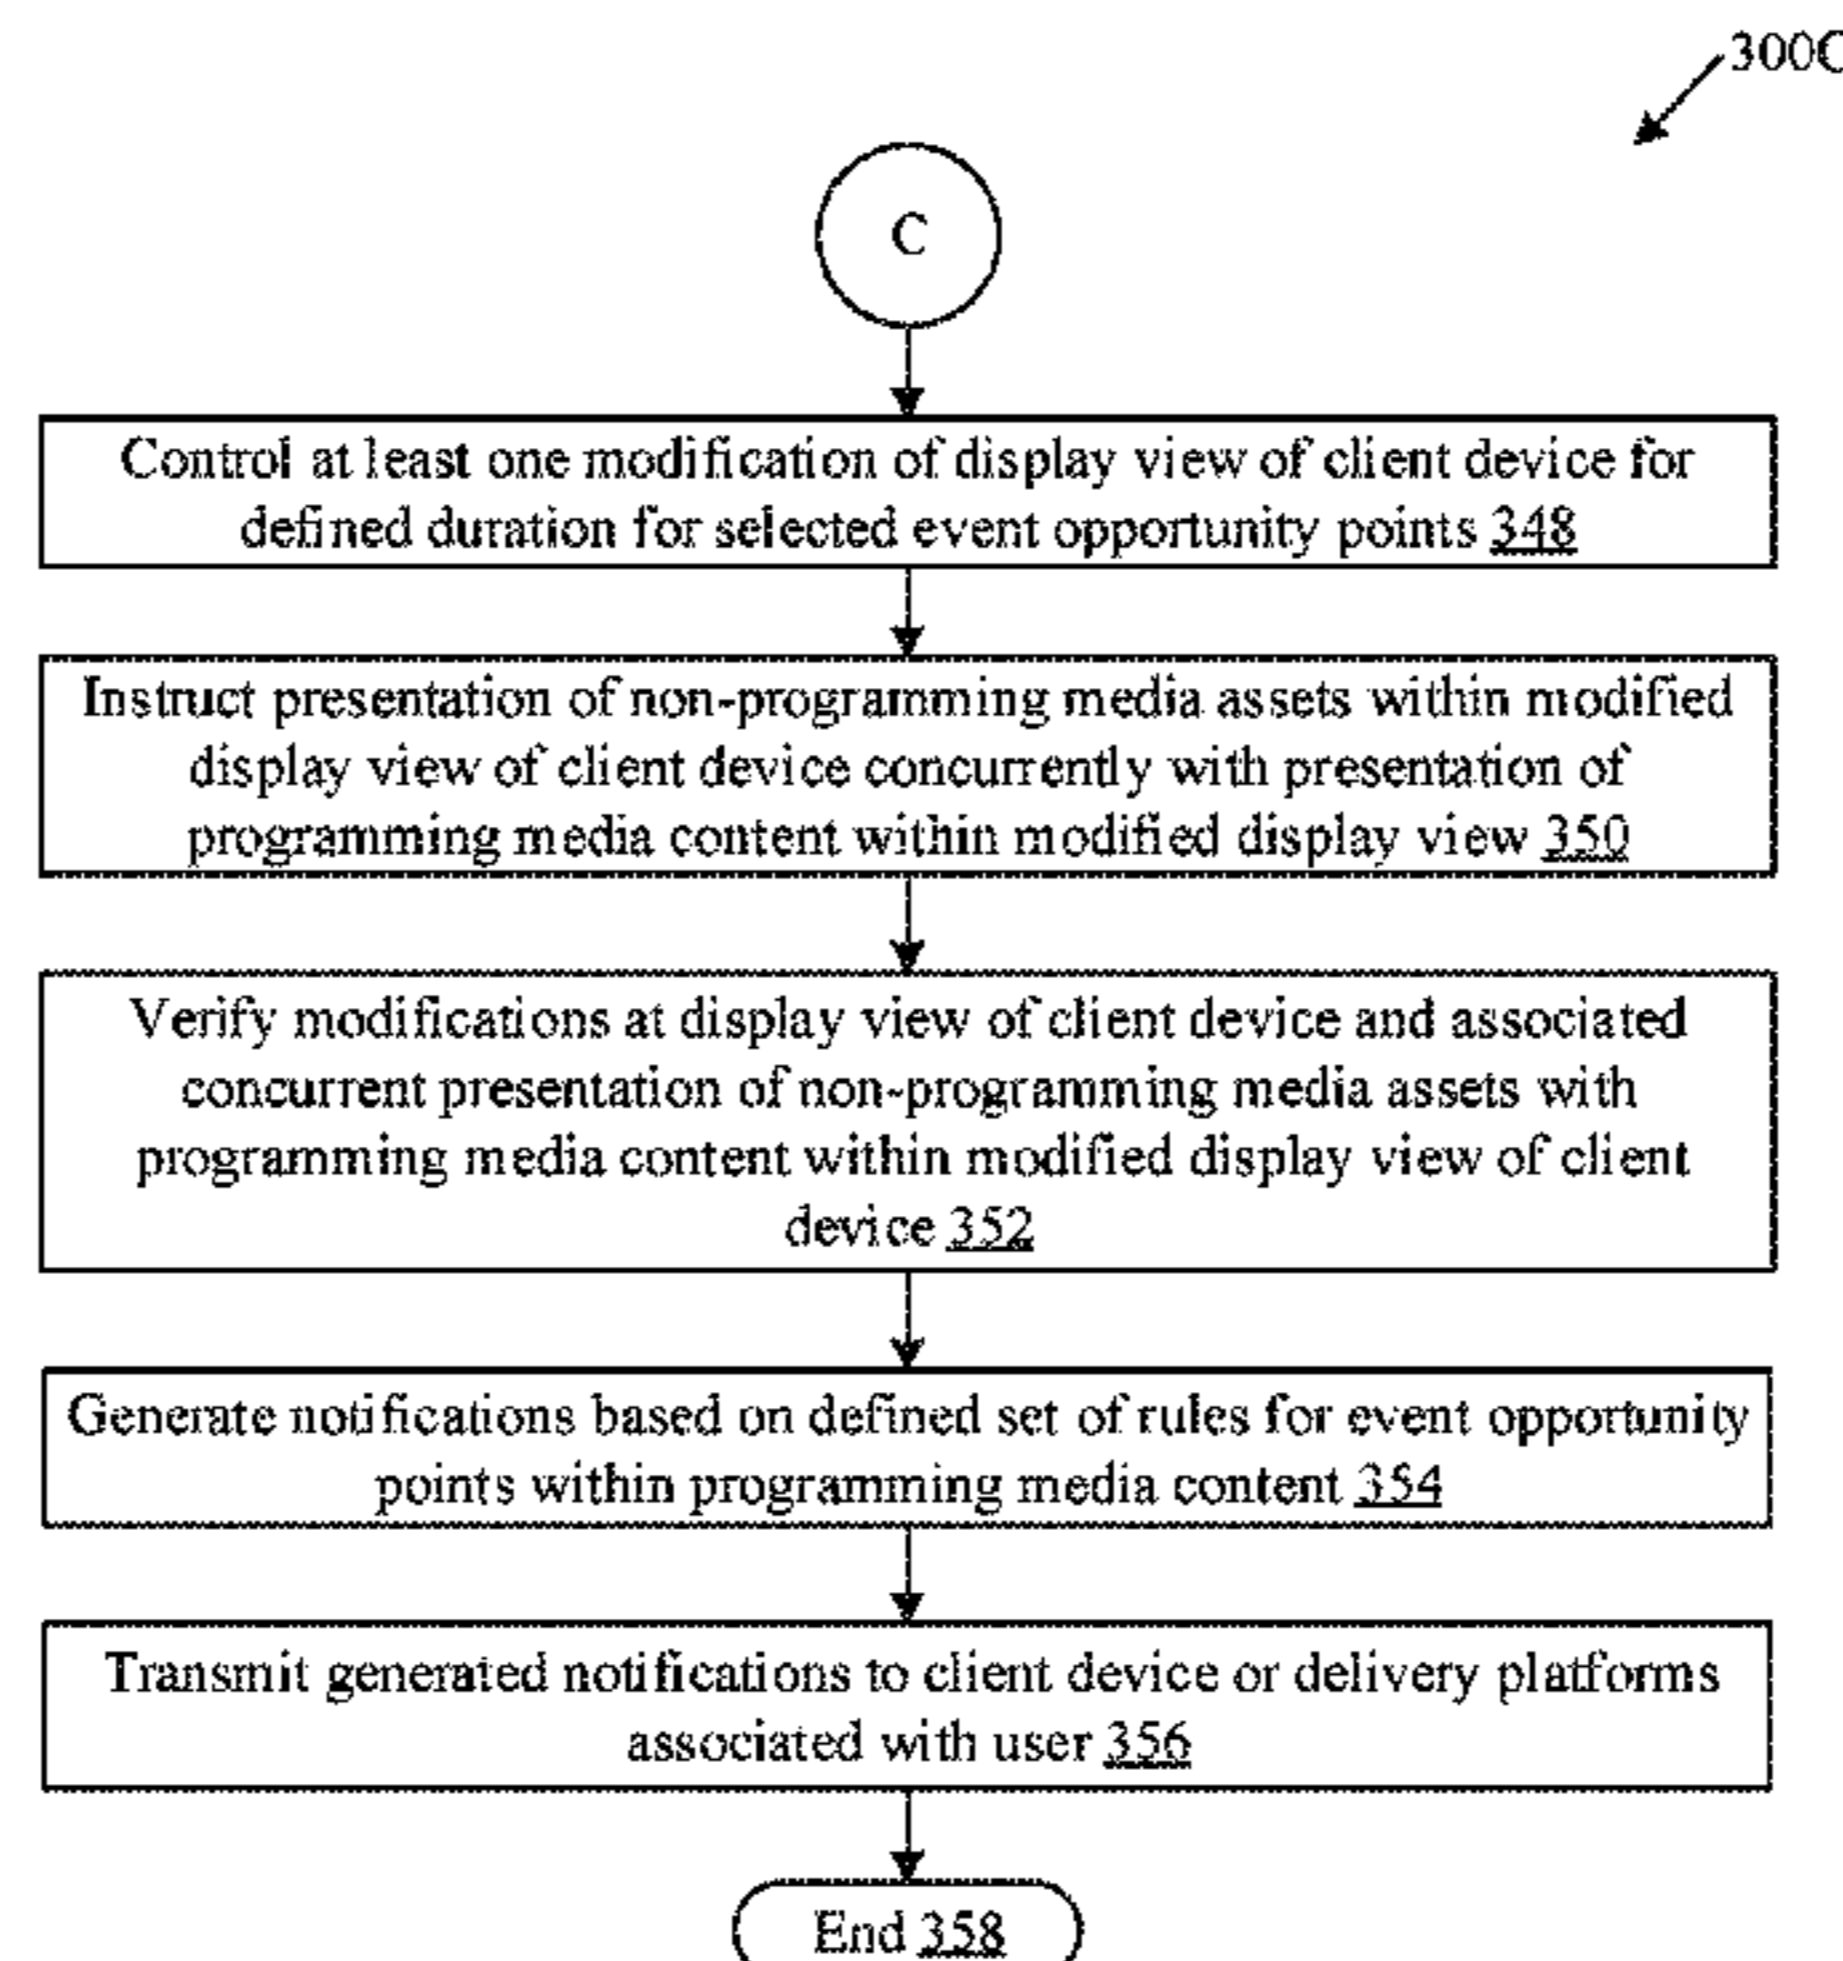 300C
C
Control at least one modification of display view of client device for
defined duration for selected event opportunity points 348
Instruct presentation of non-programming media assets within modified
display view of client device concurrently with presentation of
programming media content within modified display view 350
Verify modifications at display view of client device and associated
concurrent presentation of non-programming media assets with
programming media content within modified display view of client
device 352
Generate notifications based on defined set of rules for event opportunity
points within programming media content 354
Transmit generated notifications to client device or delivery platforms
associated with user 356
End 358